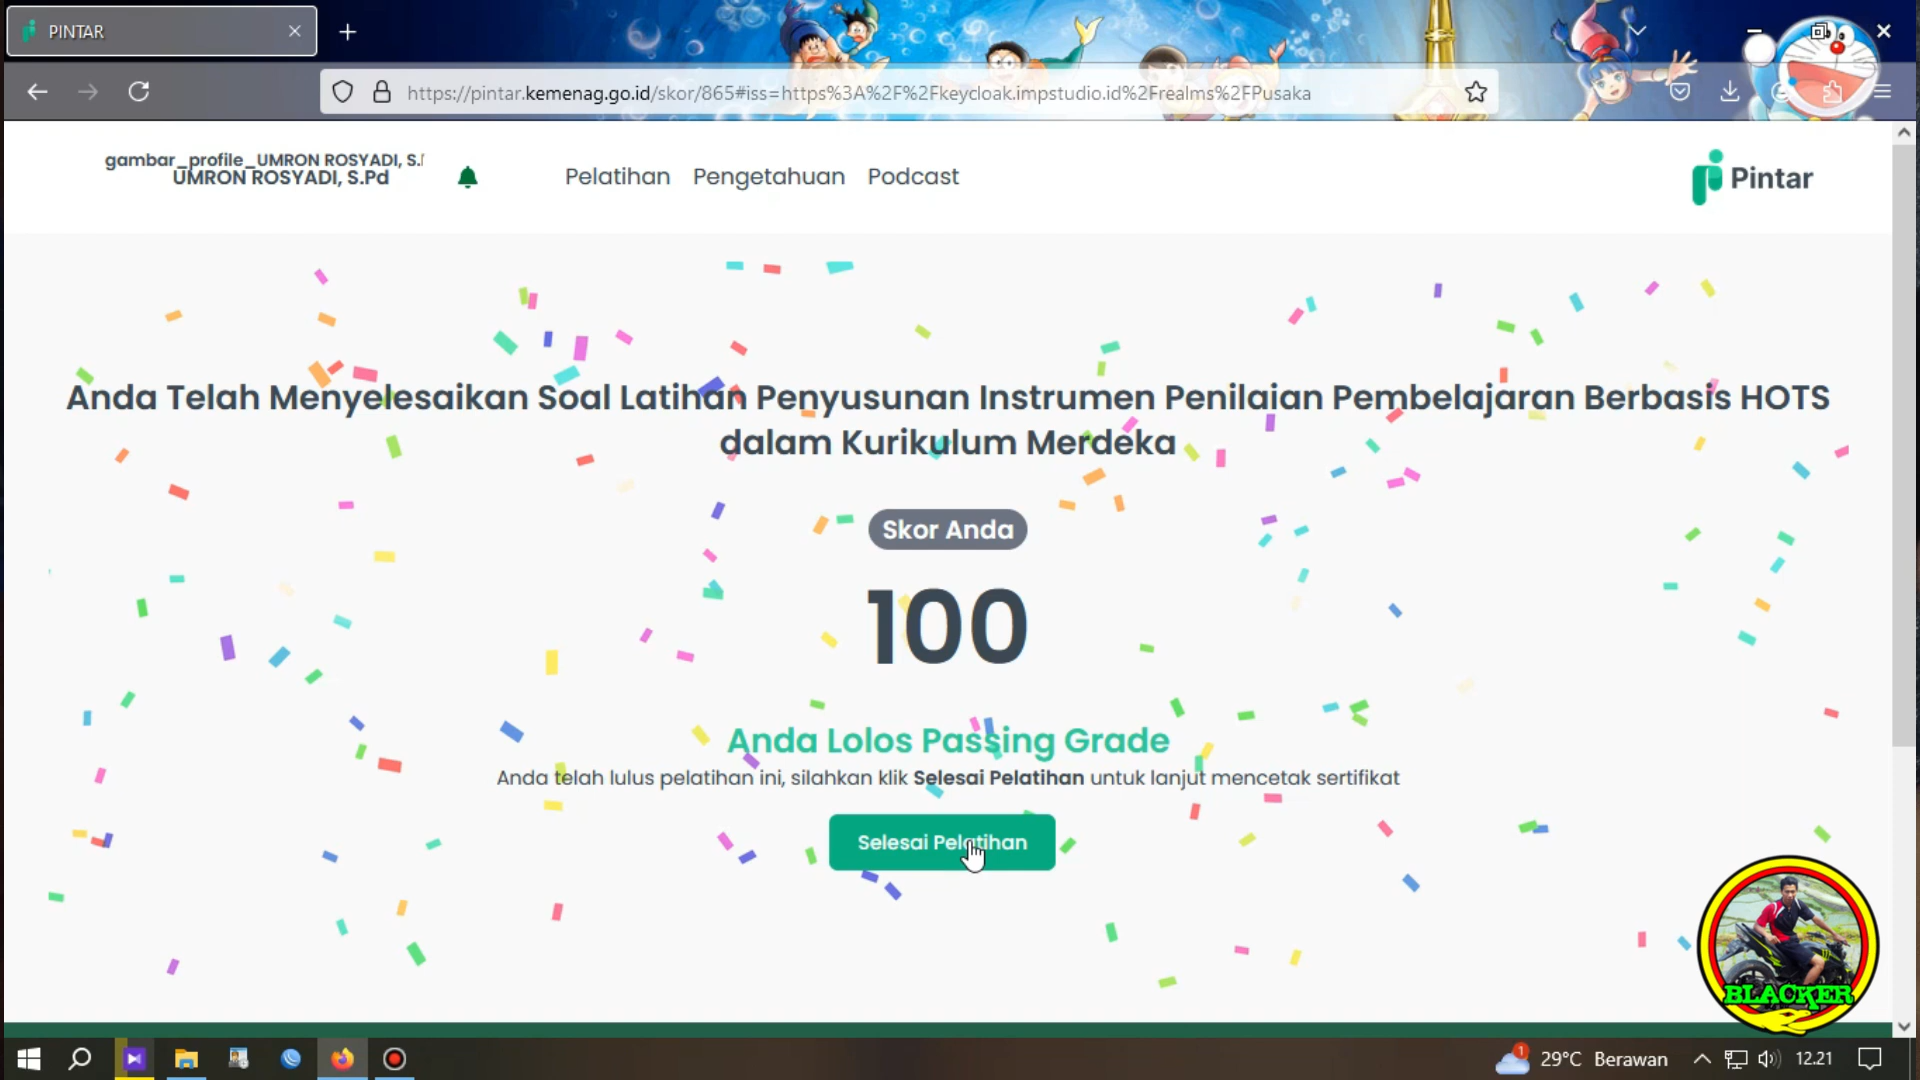 PINTAR
https://pintar.kemenag.go.id/skor/865#iss=https%3A%2F%2Fkeycloak.impstudio.id%2Frealms%2FPusaka
gambar_profile_UMRON ROSYADI, S.
UMRON ROSYADI, S.Pd
Pelatihan Pengetahuan Podcast
Pintar
Anda Telah Menyelesaikan Soal Latihan Penyusunan Instrumen Penilaian Pembelajaran Berbasis HOTS
dalam Kurikulum Merdeka
Skor Anda
100
Anda Lolos Passing Grade
Anda telah lulus pelatihan ini, silahkan klik Selesai Pelatihan untuk lanjut mencetak sertifikat
Selesai Pelatihan
BLACKER
1
29°C Berawan
12.21